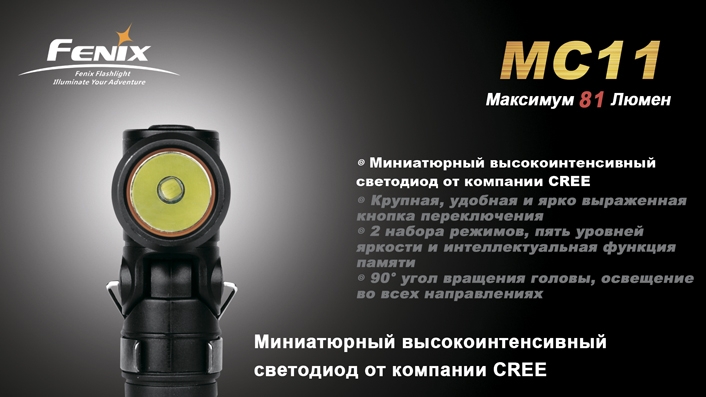 FENIX
Fenix Flashlight
Illuminate Your Adventure
MC11
Максимум 81 Люмен
Миниатюрный высокоинтенсивный
светодиод от компании CREE
Крупная, удобная и ярко выраженная
кнопка переключения
2 набора режимов, пять уровней
яркости и интеллектуальная функция
памяти
90° угол вращения головы, освещение
во всех направлениях
Миниатюрный высокоинтенсивный
светодиод от компании CREE